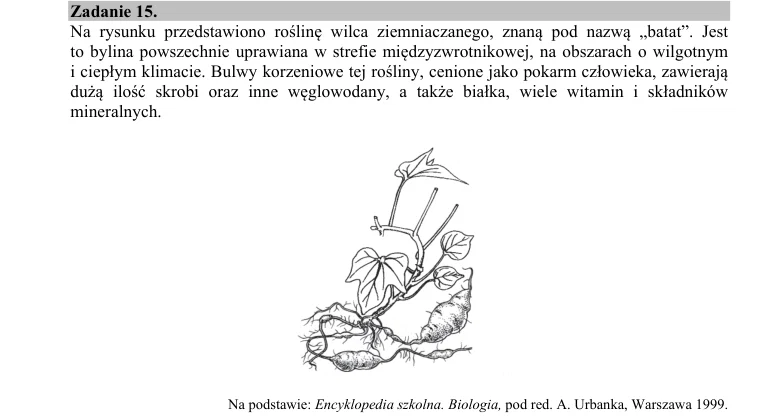 Zadanie 15.
Na rysunku przedstawiono roślinę wilca ziemniaczanego, znaną pod nazwą „batat”. Jest
to bylina powszechnie uprawiana w strefie międzyzwrotnikowej, na obszarach o wilgotnym
i ciepłym klimacie. Bulwy korzeniowe tej rośliny, cenione jako pokarm człowieka, zawierają
dużą ilość skrobi oraz inne węglowodany, a także białka, wiele witamin i składników
mineralnych.
Na podstawie: Encyklopedia szkolna. Biologia, pod red. A. Urbanka, Warszawa 1999.